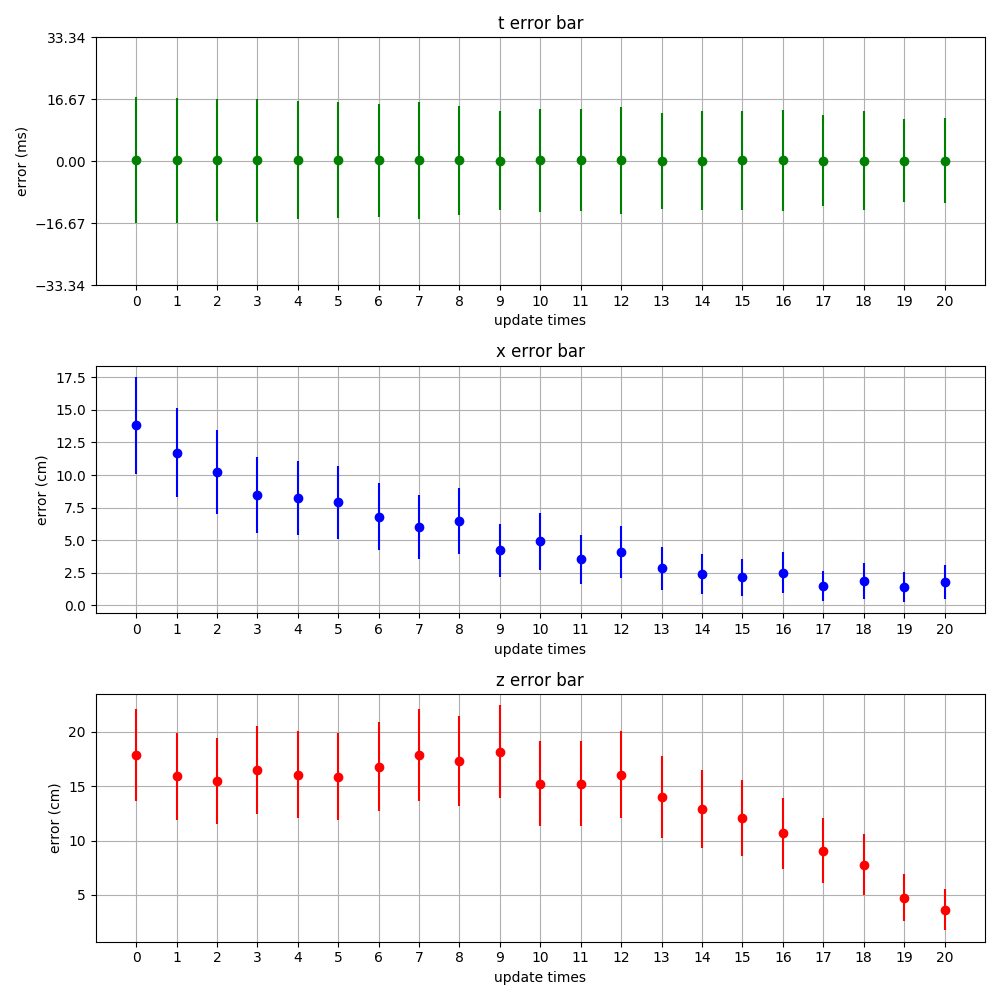 t error bar
33.34
16.67
0.00
−16.67
−33.34
error (ms)
0 1 2 3 4 5 6 7 8 9 10 11 12 13 14 15 16 17 18 19 20
update times
x error bar
17.5
15.0
12.5
10.0
7.5
5.0
2.5
0.0
error (cm)
0 1 2 3 4 5 6 7 8 9 10 11 12 13 14 15 16 17 18 19 20
update times
z error bar
20
15
10
5
error (cm)
0 1 2 3 4 5 6 7 8 9 10 11 12 13 14 15 16 17 18 19 20
update times